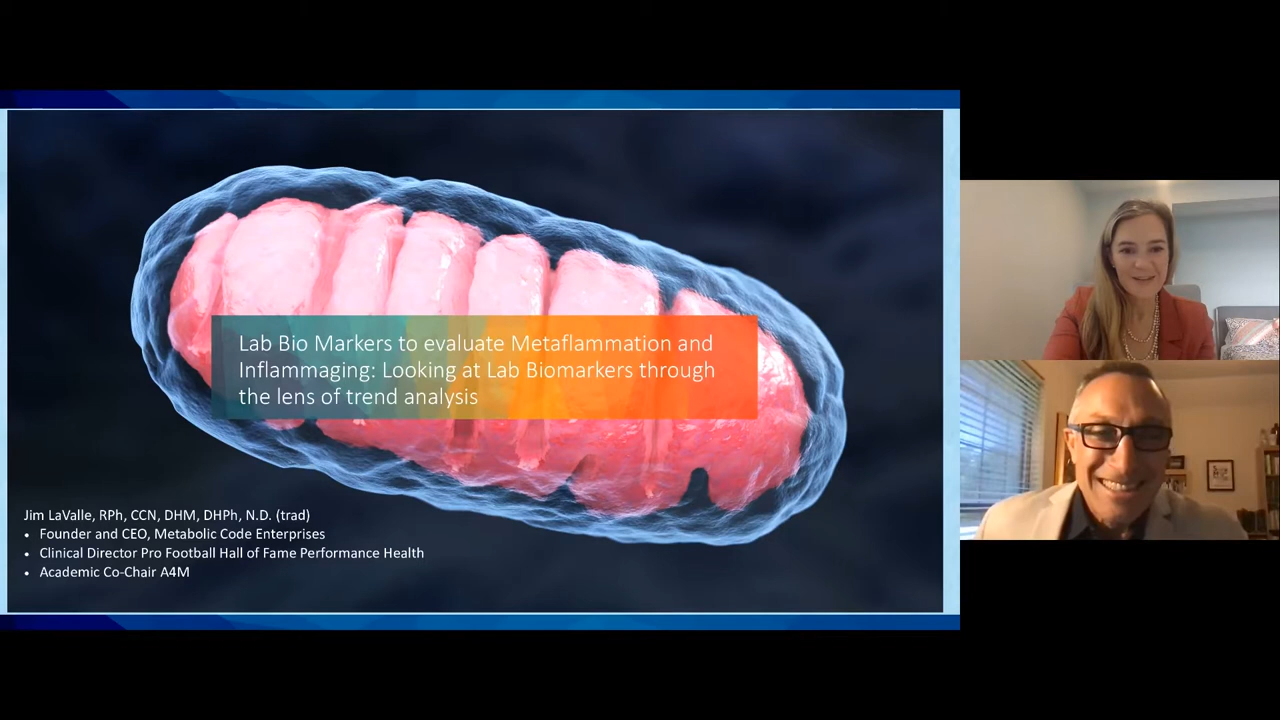 Lab Bio Markers to evaluate Metaflammation and
Inflammaging: Looking at Lab Biomarkers through
the lens of trend analysis
Jim LaValle, RPh, CCN, DHM, DHPh, N.D. (trad)
• Founder and CEO, Metabolic Code Enterprises
• Clinical Director Pro Football Hall of Fame Performance Health
• Academic Co-Chair A4M